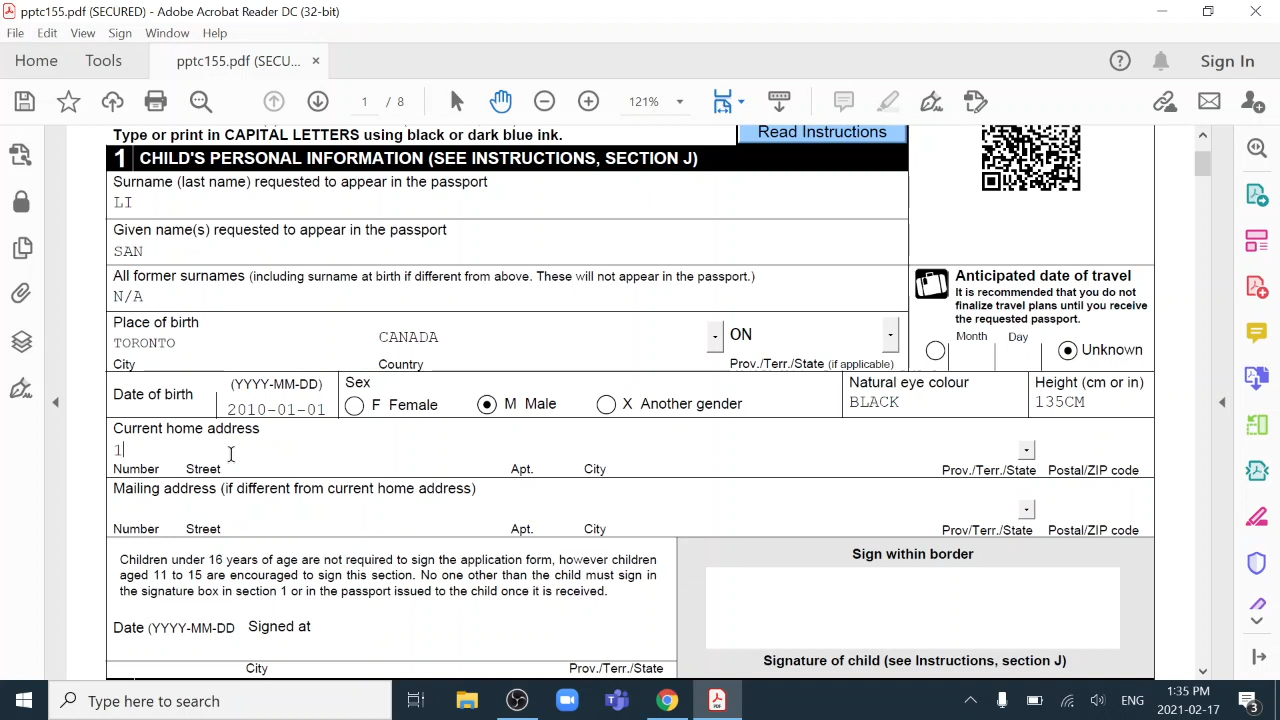 pptc155.pdf (SECURED) - Adobe Acrobat Reader DC (32-bit)
File Edit View Sign Window Help
Home Tools pptc155.pdf (SECU... × Sign In
1 / 8 121%
Type or print in CAPITAL LETTERS using black or dark blue ink.
Read Instructions
1 CHILD'S PERSONAL INFORMATION (SEE INSTRUCTIONS, SECTION J)
Surname (last name) requested to appear in the passport
LI
Given name(s) requested to appear in the passport
SAN
All former surnames (including surname at birth if different from above. These will not appear in the passport.)
N/A
Anticipated date of travel
It is recommended that you do not
finalize travel plans until you receive
the requested passport.
Month Day
Unknown
Place of birth
TORONTO CANADA ON
City Country Prov./Terr./State (if applicable)
Date of birth (YYYY-MM-DD)
2010-01-01
Sex
F Female M Male X Another gender
Natural eye colour
BLACK
Height (cm or in)
135CM
Current home address
1
Number Street Apt. City Prov./Terr./State Postal/ZIP code
Mailing address (if different from current home address)
Number Street Apt. City Prov/Terr./State Postal/ZIP code
Children under 16 years of age are not required to sign the application form, however children
aged 11 to 15 are encouraged to sign this section. No one other than the child must sign in
the signature box in section 1 or in the passport issued to the child once it is received.
Date (YYYY-MM-DD Signed at
City Prov./Terr./State
Sign within border
Signature of child (see Instructions, section J)
Type here to search
ENG
1:35 PM
2021-02-17
3